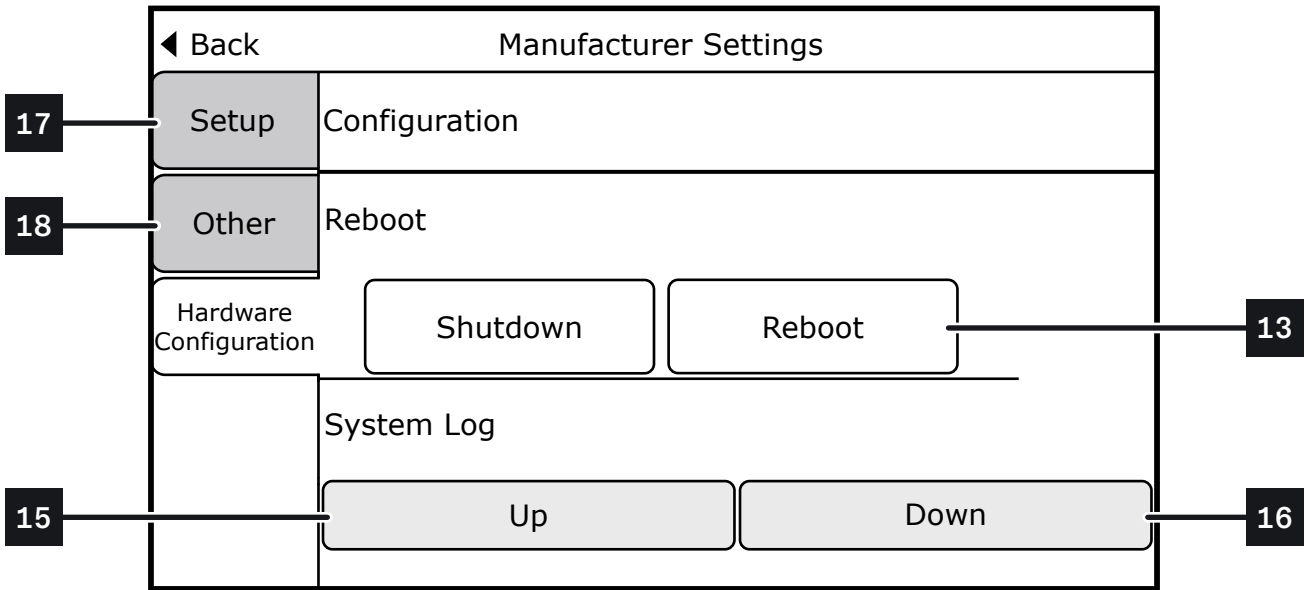 Back
Manufacturer Settings
17
Setup
Configuration
18
Other
Reboot
Hardware
Configuration
Shutdown
Reboot
13
System Log
15
Up
Down
16